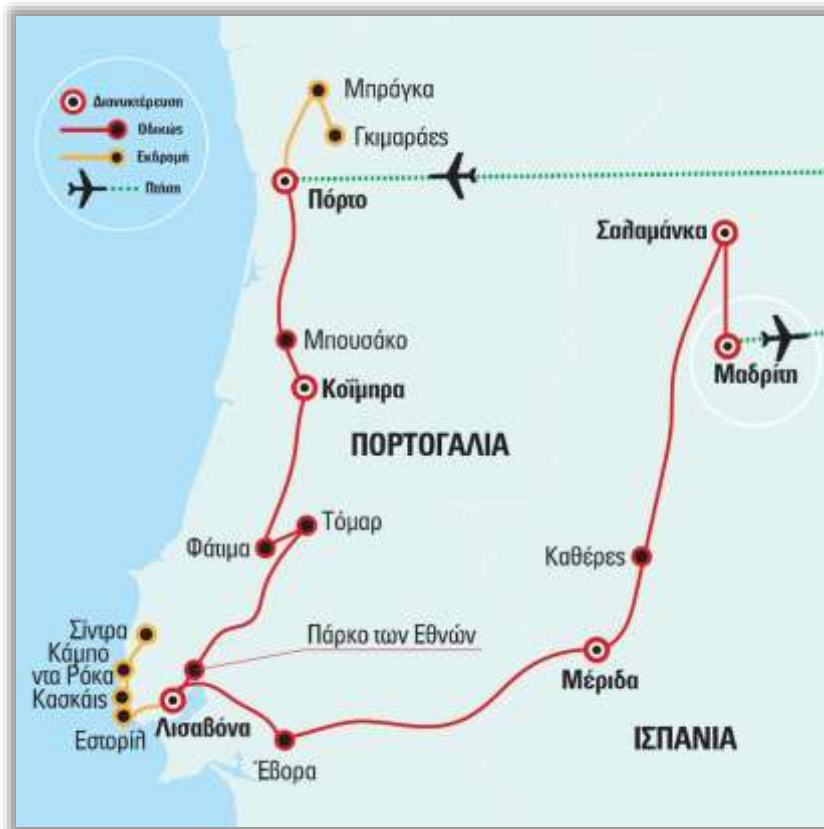 Διανυκτέρευση
Οδικώς
Εκδρομή
Πτήση
Μπράγκα
Γκιμαράες
Πόρτο
Σαλαμάνκα
Μπουσάκο
Μαδρίτη
Κοΐμπρα
ΠΟΡΤΟΓΑΛΙΑ
Τόμαρ
Φάτιμα
Καθέρες
Σίντρα
Πάρκο των Εθνών
Κάμπο
ντα Ρόκα
Κασκάις
Μέριδα
Λισαβόνα
Εστορίλ
ΙΣΠΑΝΙΑ
Έβορα